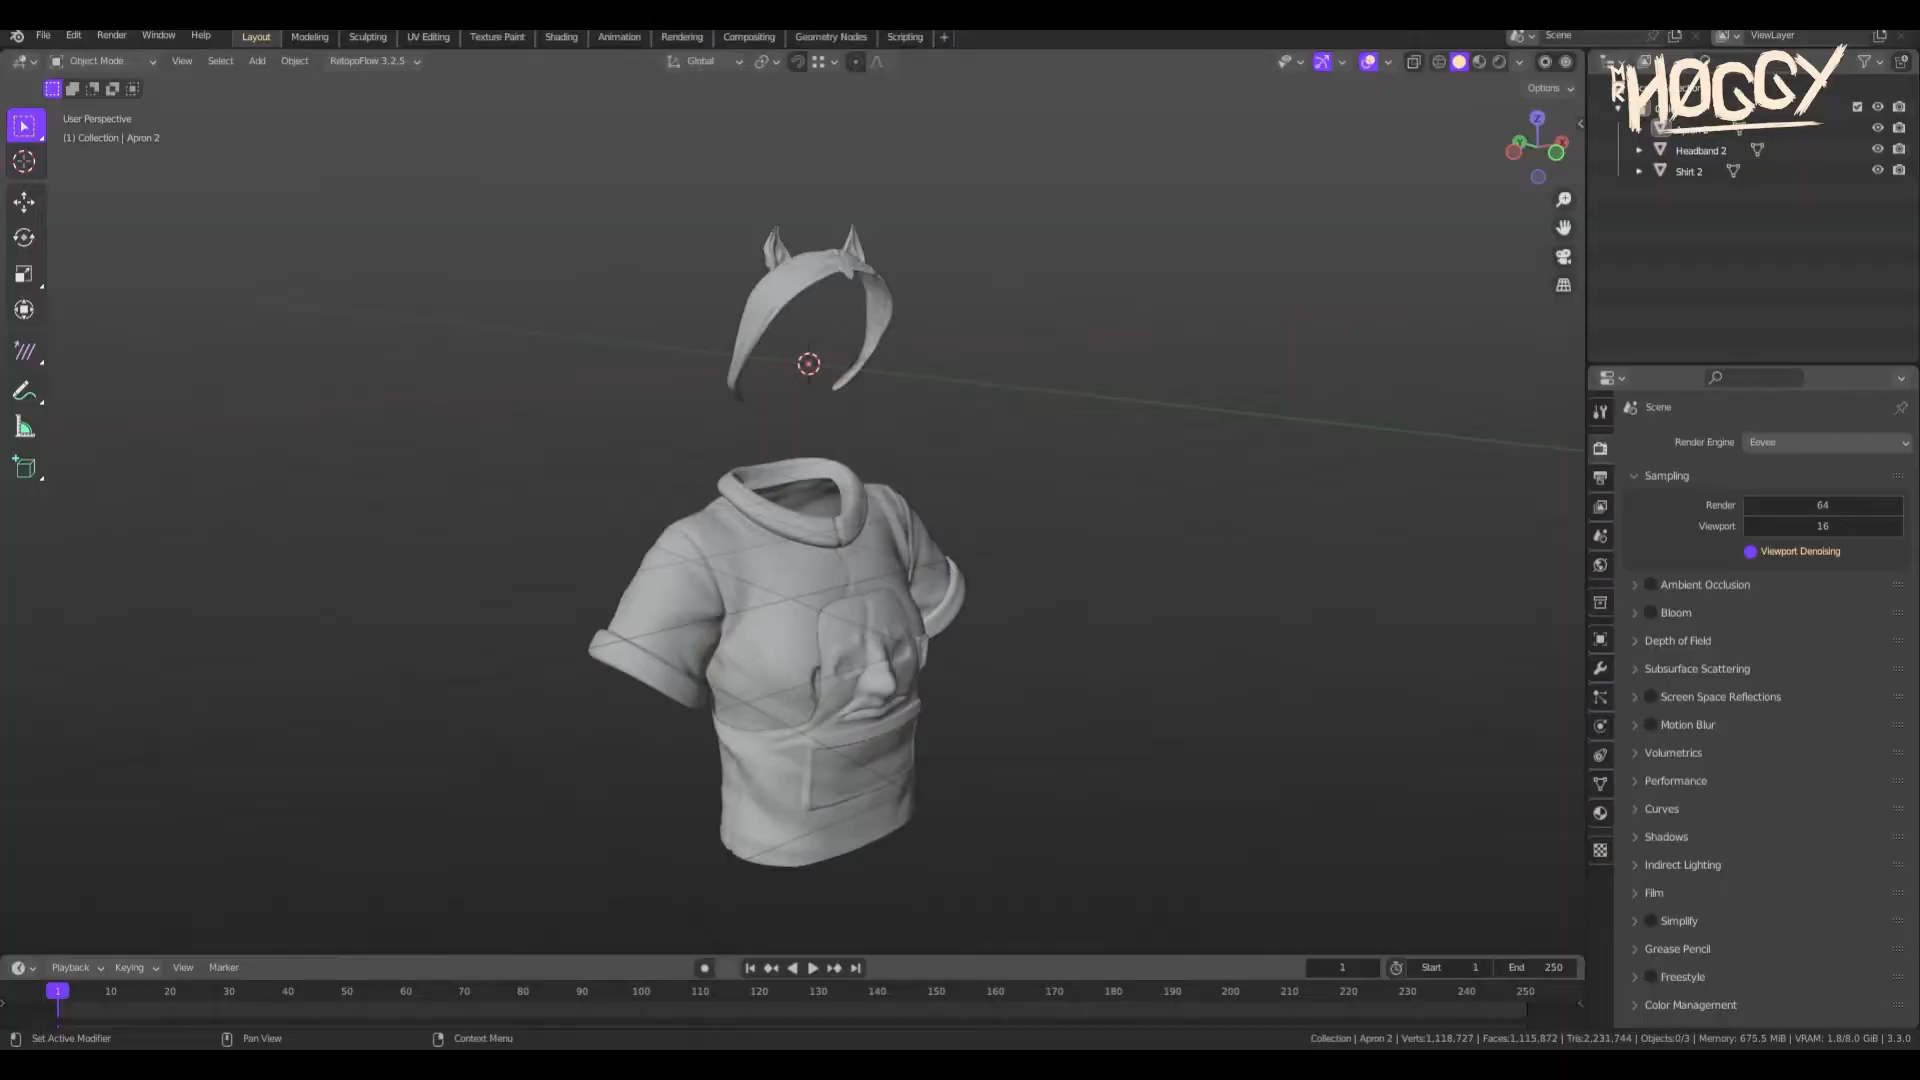 File Edit Render Window Help Layout Modeling Sculpting UV Editing Texture Paint Shading Animation Rendering Compositing Geometry Nodes Scripting + Scene ViewLayer
Object Mode View Select Add Object RetopoFlow 3.2.5 Global
MR HØGGY
Options
User Perspective
(1) Collection | Apron 2
Z
Y
X
Headband 2
Shirt 2
Scene
Render Engine Eevee
Sampling
Render 64
Viewport 16
Viewport Denoising
Ambient Occlusion
Bloom
Depth of Field
Subsurface Scattering
Screen Space Reflections
Motion Blur
Volumetrics
Performance
Curves
Shadows
Indirect Lighting
Film
Simplify
Grease Pencil
Freestyle
Color Management
Playback Keying View Marker 1 Start 1 End 250
1 10 20 30 40 50 60 70 80 90 100 110 120 130 140 150 160 170 180 190 200 210 220 230 240 250
Set Active Modifier Pan View Context Menu Collection | Apron 2 | Verts:1,118,727 | Faces:1,115,872 | Tris:2,231,744 | Objects:0/3 | Memory: 675.5 MiB | VRAM: 1.8/8.0 GiB | 3.3.0